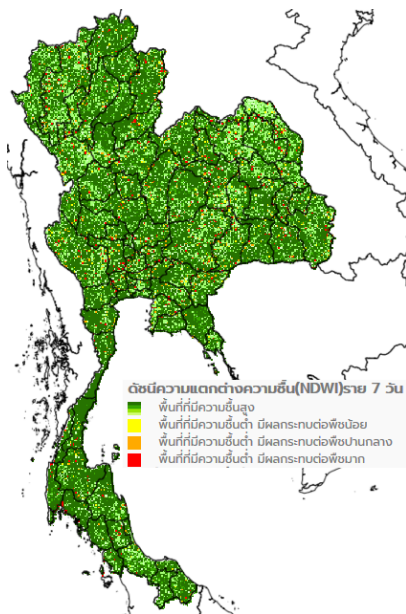 ดัชนีความแตกต่างความชื้น(NDWI)ราย 7 วัน
พื้นที่ที่มีความชื้นสูง
พื้นที่ที่มีความชื้นต่ำ มีผลกระทบต่อพืชน้อย
พื้นที่ที่มีความชื้นต่ำ มีผลกระทบต่อพืชปานกลาง
พื้นที่ที่มีความชื้นต่ำ มีผลกระทบต่อพืชมาก